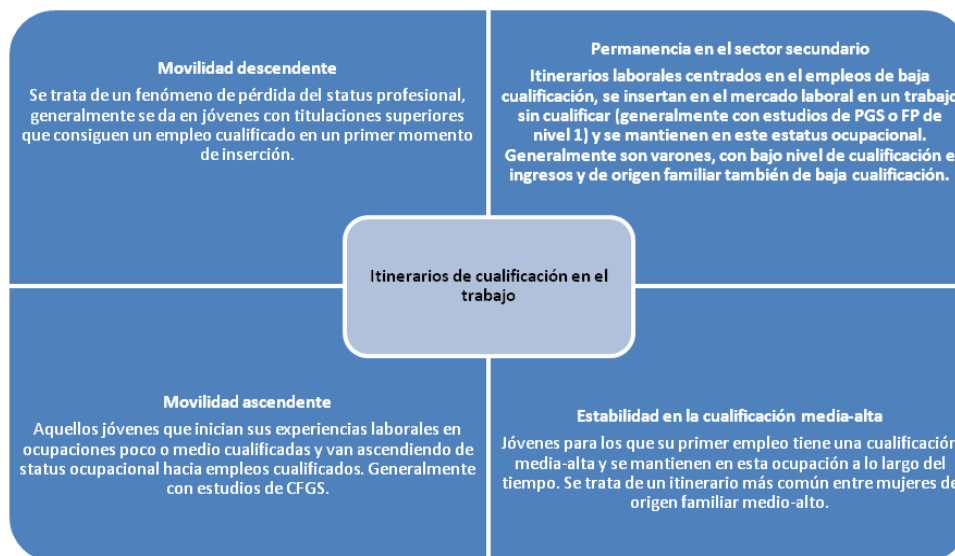 Movilidad descendente
Se trata de un fenómeno de pérdida del status profesional,
generalmente se da en jóvenes con titulaciones superiores
que consiguen un empleo cualificado en un primer momento
de inserción.
Permanencia en el sector secundario
Itinerarios laborales centrados en el empleos de baja
cualificación, se insertan en el mercado laboral en un trabajo
sin cualificar (generalmente con estudios de PGS o FP de
nivel 1) y se mantienen en este estatus ocupacional.
Generalmente son varones, con bajo nivel de cualificación e
ingresos y de origen familiar también de baja cualificación.
Itinerarios de cualificación en el
trabajo
Movilidad ascendente
Aquellos jóvenes que inician sus experiencias laborales en
ocupaciones poco o medio cualificadas y van ascendiendo de
status ocupacional hacia empleos cualificados. Generalmente
con estudios de CFGS.
Estabilidad en la cualificación media-alta
Jóvenes para los que su primer empleo tiene una cualificación
media-alta y se mantienen en esta ocupación a lo largo del
tiempo. Se trata de un itinerario más común entre mujeres de
origen familiar medio-alto.